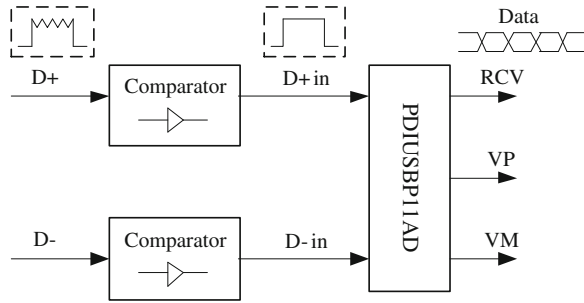 Data
D+
Comparator
D+in
RCV
PDIUSBP11AD
VP
D-
Comparator
D-in
VM